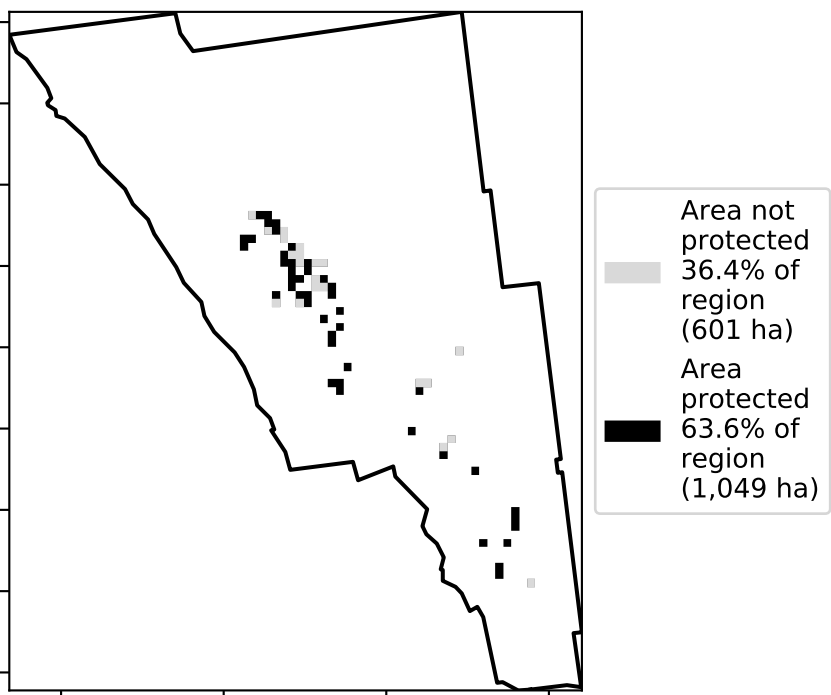 Area not
protected
36.4% of
region
(601 ha)
Area
protected
63.6% of
region
(1,049 ha)